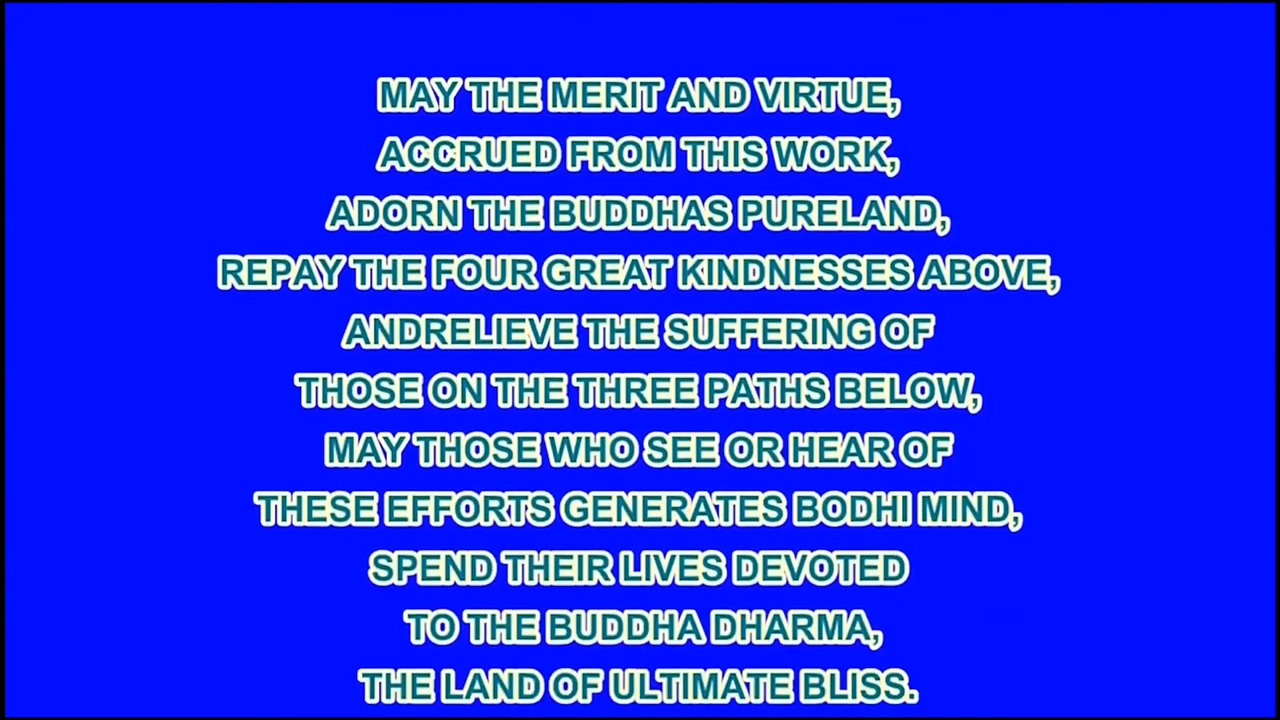 MAY THE MERIT AND VIRTUE,
ACCRUED FROM THIS WORK,
ADORN THE BUDDHAS PURELAND,
REPAY THE FOUR GREAT KINDNESSES ABOVE,
ANDRELIEVE THE SUFFERING OF
THOSE ON THE THREE PATHS BELOW,
MAY THOSE WHO SEE OR HEAR OF
THESE EFFORTS GENERATES BODHI MIND,
SPEND THEIR LIVES DEVOTED
TO THE BUDDHA DHARMA,
THE LAND OF ULTIMATE BLISS.